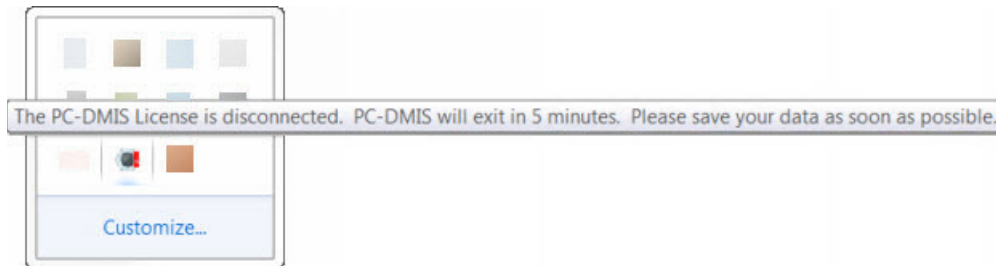 The PC-DMIS License is disconnected.  PC-DMIS will exit in 5 minutes.  Please save your data as soon as possible.
Customize...